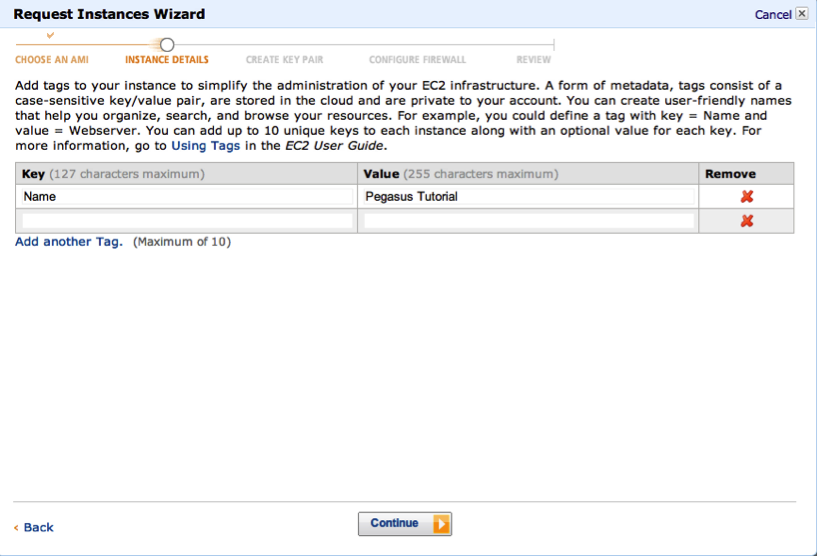 Request Instances Wizard
Cancel
CHOOSE AN AMI INSTANCE DETAILS CREATE KEY PAIR CONFIGURE FIREWALL REVIEW
Add tags to your instance to simplify the administration of your EC2 infrastructure. A form of metadata, tags consist of a
case-sensitive key/value pair, are stored in the cloud and are private to your account. You can create user-friendly names
that help you organize, search, and browse your resources. For example, you could define a tag with key = Name and
value = Webserver. You can add up to 10 unique keys to each instance along with an optional value for each key. For
more information, go to Using Tags in the EC2 User Guide.
Key (127 characters maximum) Value (255 characters maximum) Remove
Name Pegasus Tutorial
Add another Tag. (Maximum of 10)
< Back Continue